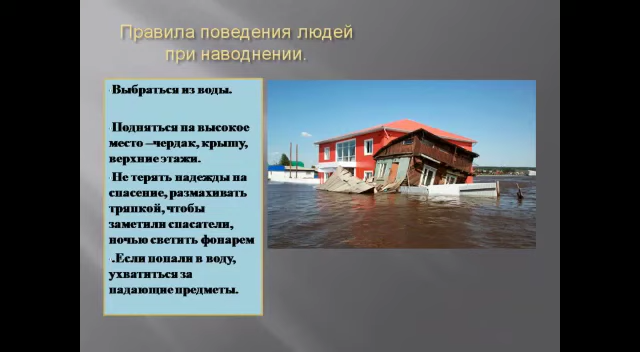 Правила поведения людей
при наводнении.
Выбраться из воды.
Подняться на высокое
место –чердак, крышу,
верхние этажи.
Не терять надежды на
спасение, размахивать
тряпкой, чтобы
заметили спасатели,
ночью светить фонарем
.Если попали в воду,
ухватиться за
падающие предметы.